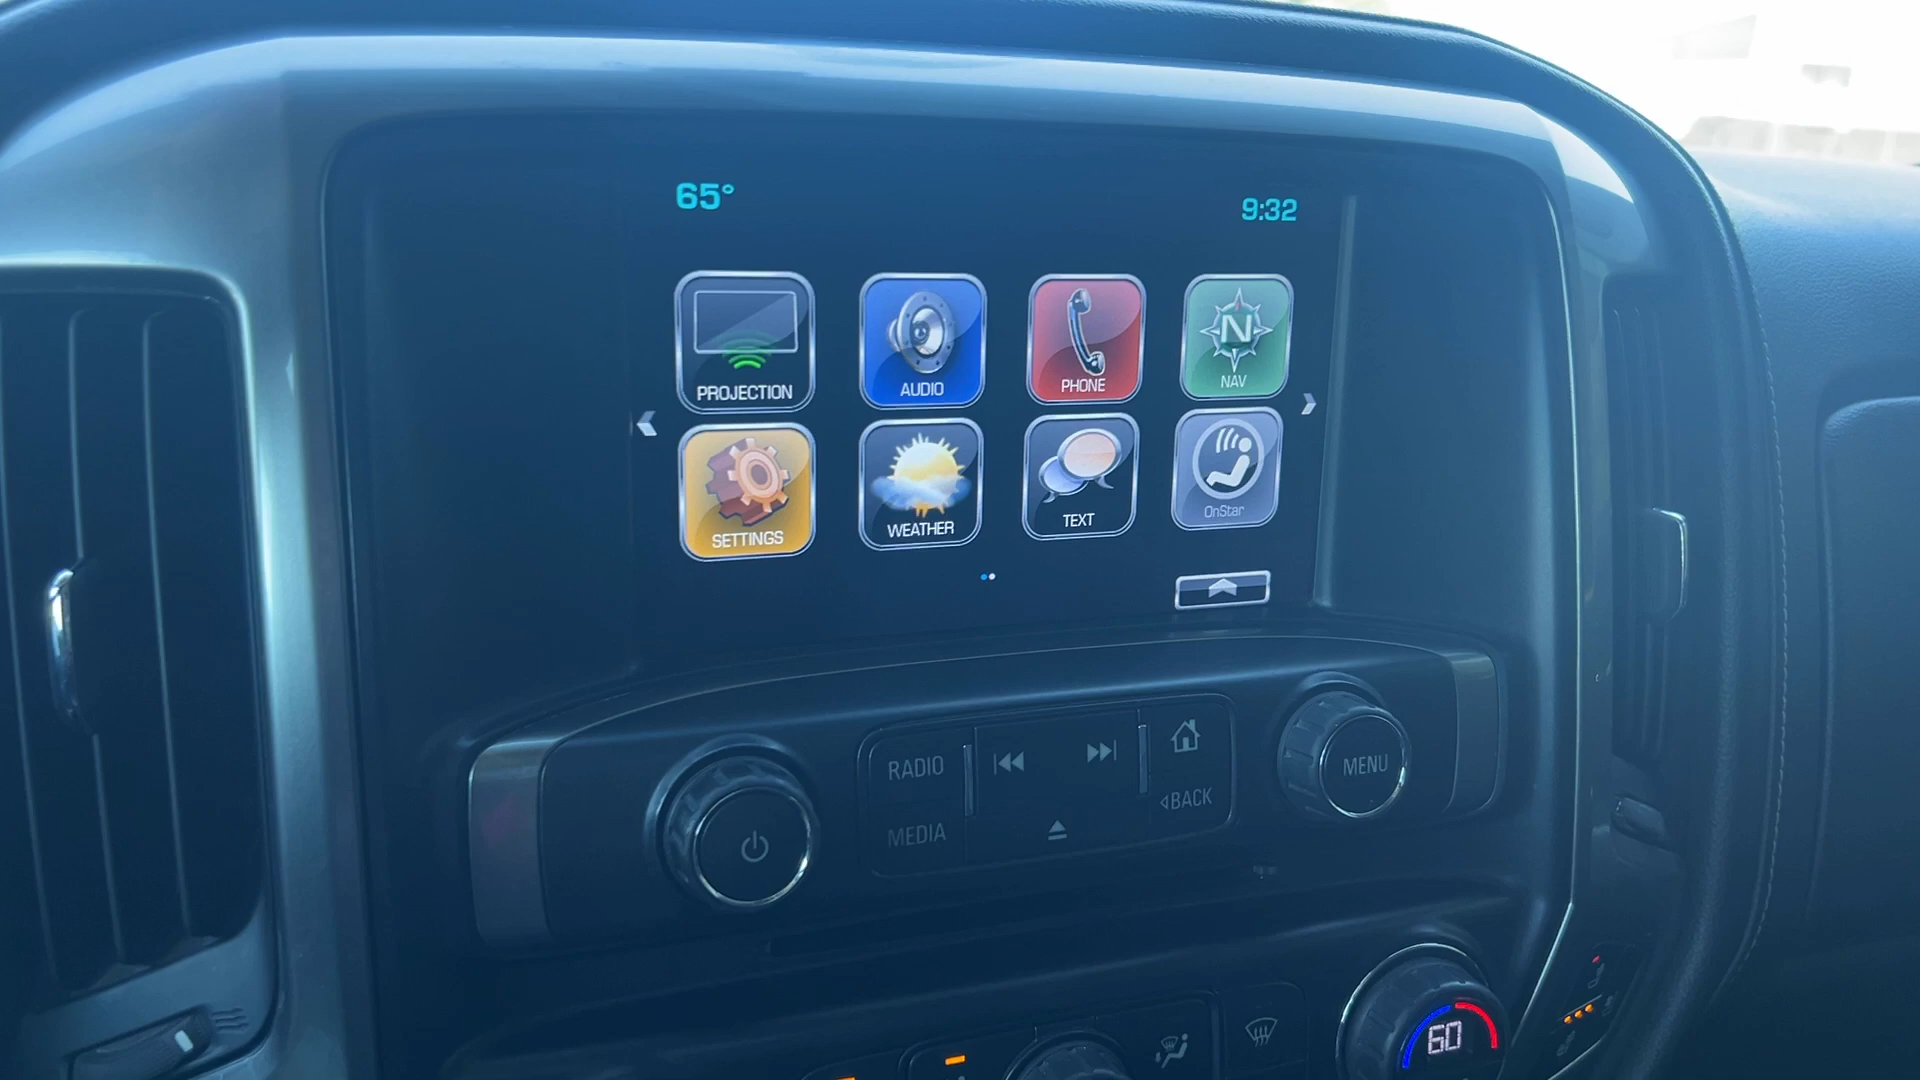 65°
9:32
PROJECTION
AUDIO
N
PHONE
NAV
SETTINGS
WEATHER
TEXT
OnStar
RADIO
MEDIA
BACK
MENU
60